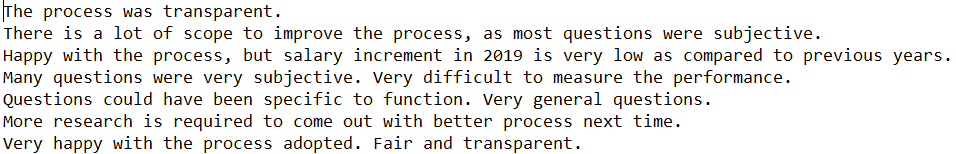 The process was transparent.
There is a lot of scope to improve the process, as most questions were subjective.
Happy with the process, but salary increment in 2019 is very low as compared to previous years.
Many questions were very subjective. Very difficult to measure the performance.
Questions could have been specific to function. Very general questions.
More research is required to come out with better process next time.
Very happy with the process adopted. Fair and transparent.